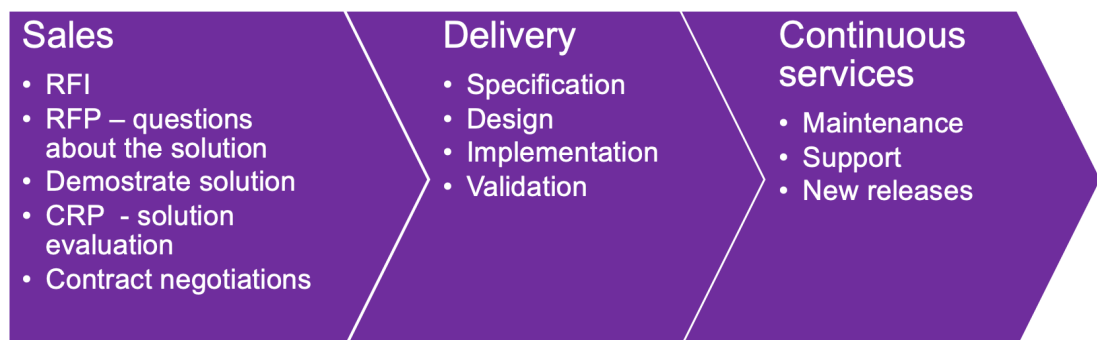 Sales
• RFI
• RFP – questions
about the solution
• Demostrate solution
• CRP - solution
evaluation
• Contract negotiations
Delivery
• Specification
• Design
• Implementation
• Validation
Continuous
services
• Maintenance
• Support
• New releases